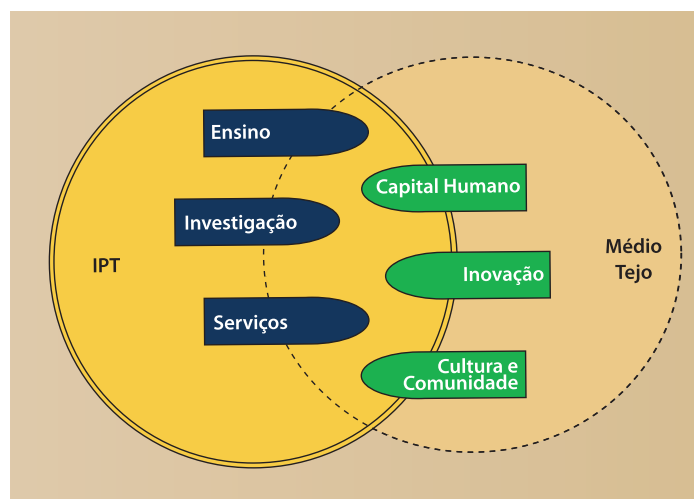 Ensino
Capital Humano
Investigação
Médio
Tejo
IPT
Inovação
Serviços
Cultura e
Comunidade